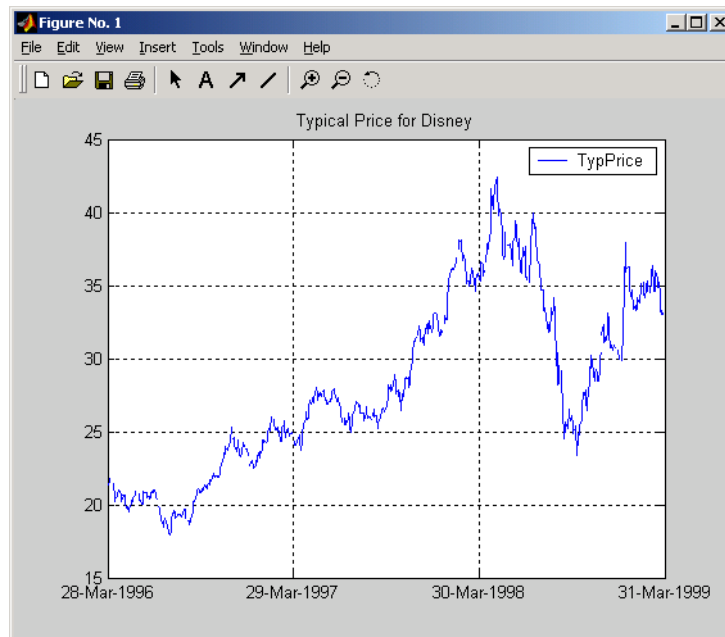 Figure No. 1
File Edit View Insert Tools Window Help
A
Typical Price for Disney
TypPrice
45
40
35
30
25
20
15
28-Mar-1996 29-Mar-1997 30-Mar-1998 31-Mar-1999